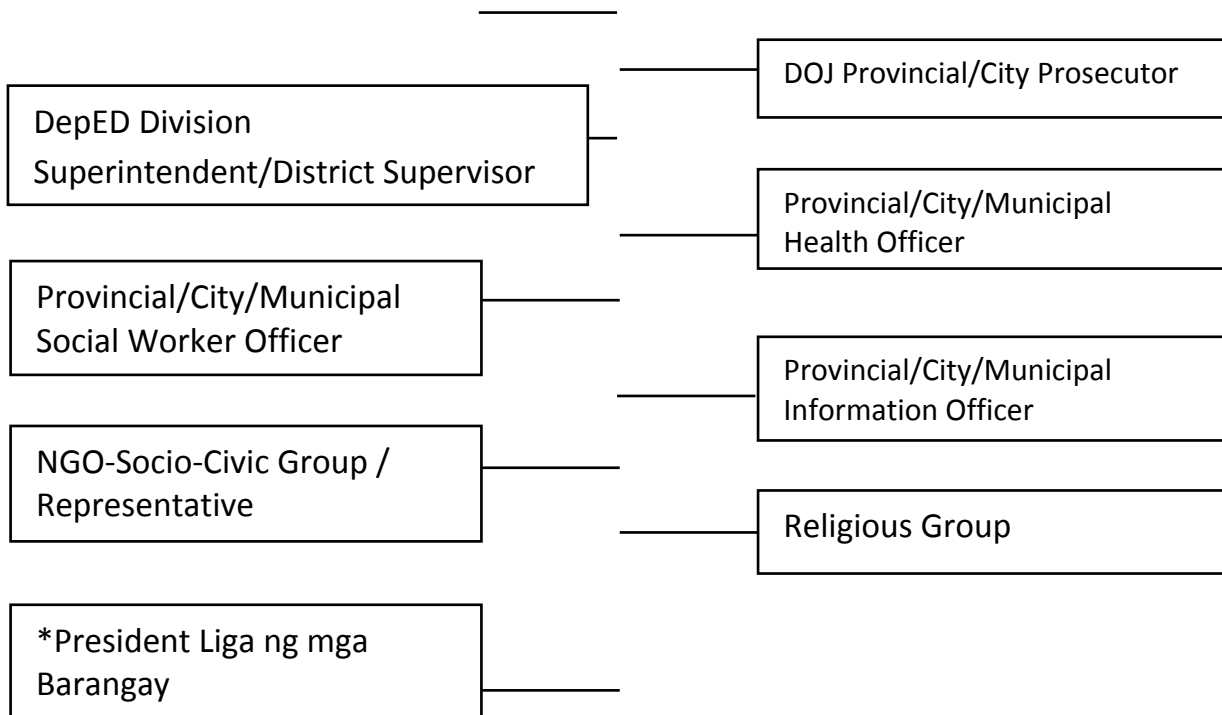 DOJ Provincial/City Prosecutor
DepED Division
Superintendent/District Supervisor
Provincial/City/Municipal
Health Officer
Provincial/City/Municipal
Social Worker Officer
Provincial/City/Municipal
Information Officer
NGO-Socio-Civic Group /
Representative
Religious Group
*President Liga ng mga
Barangay